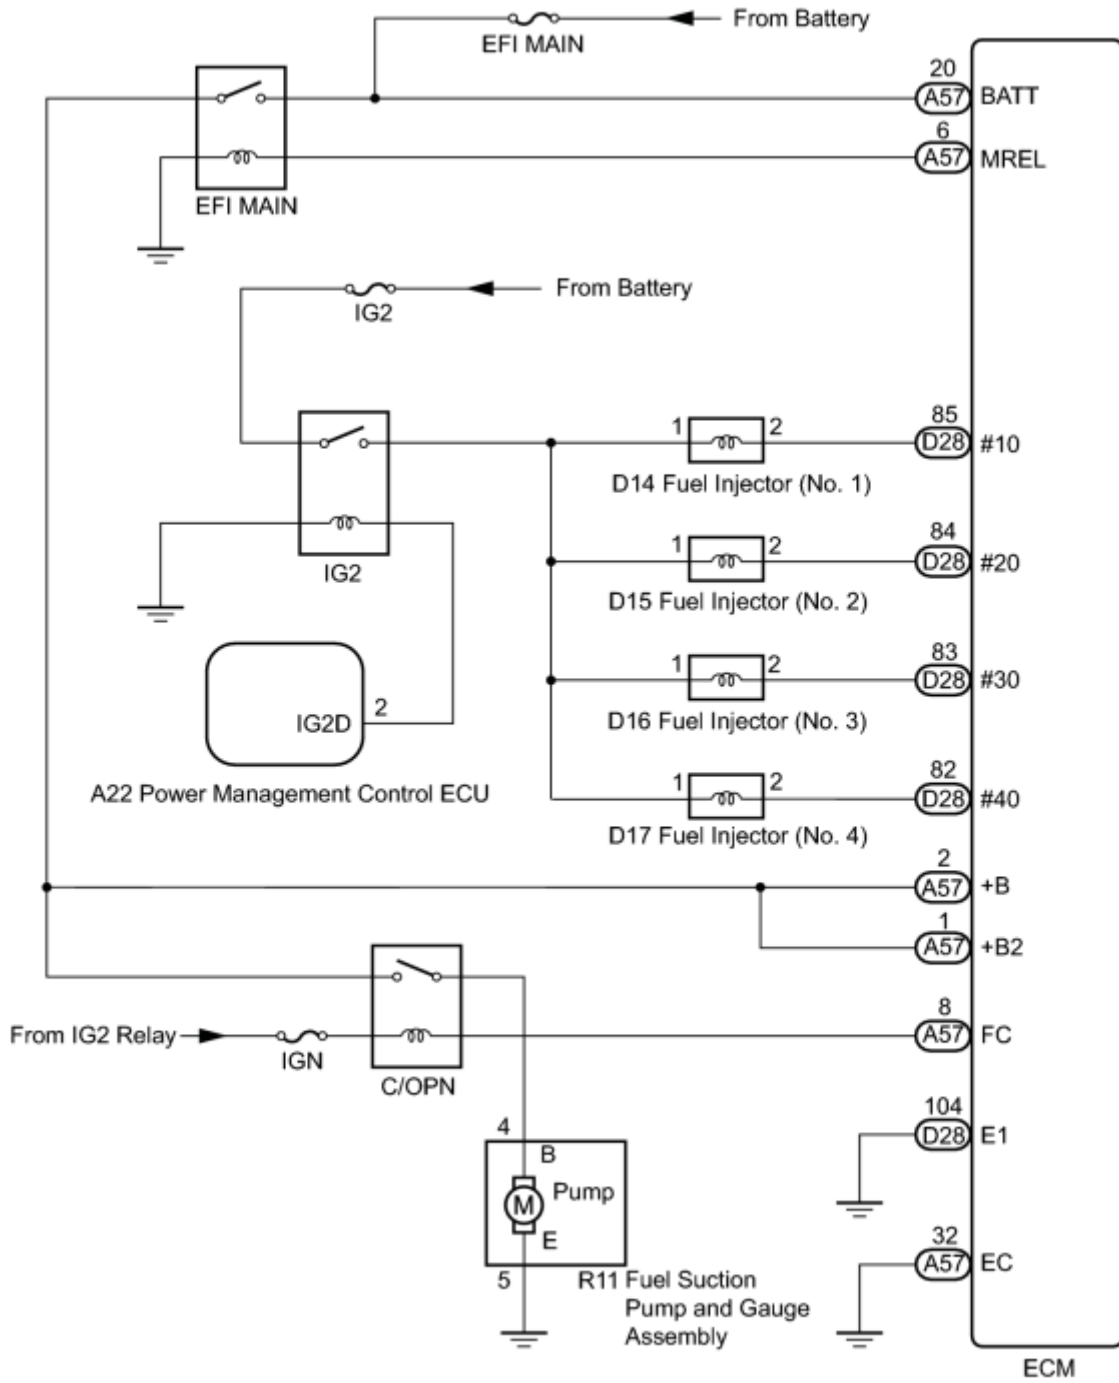 From Battery
EFI MAIN
20
A57 BATT
6
A57 MREL
EFI MAIN
From Battery
IG2
85
1 2 D28 #10
D14 Fuel Injector (No. 1)
84
1 2 D28 #20
IG2
D15 Fuel Injector (No. 2)
83
1 2 D28 #30
IG2D 2
D16 Fuel Injector (No. 3)
82
1 2 D28 #40
A22 Power Management Control ECU
D17 Fuel Injector (No. 4)
2
A57 +B
1
A57 +B2
8
From IG2 Relay A57 FC
IGN
C/OPN
104
4 D28 E1
B
M Pump
E
32
A57 EC
5 R11 Fuel Suction
Pump and Gauge
Assembly
ECM